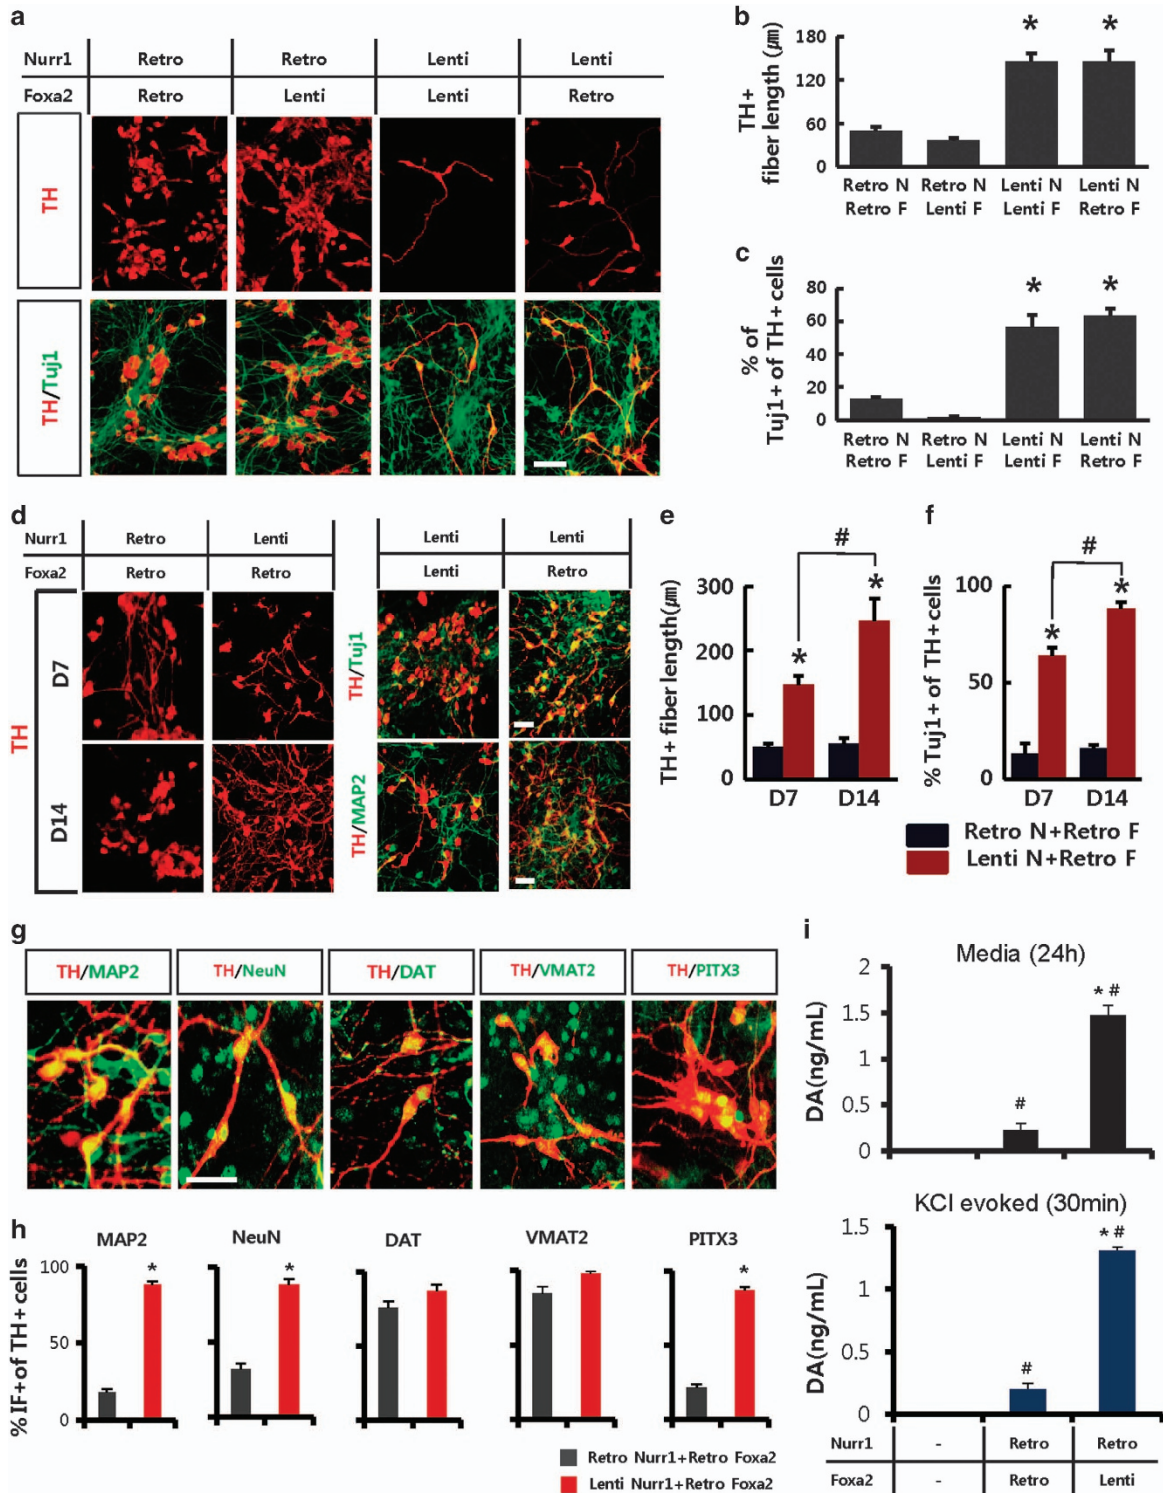 a
Nurr1 Retro Retro Lenti Lenti
Foxa2 Retro Lenti Lenti Retro
TH
TH/Tuj1
b
TH+
fiber length (㎛)
180
120
60
0
Retro N Retro N Lenti N Lenti N
Retro F Lenti F Lenti F Retro F
c
% of
Tuj1+ of TH+ cells
80
60
40
20
0
* *
* *
Retro N Retro N Lenti N Lenti N
Retro F Lenti F Lenti F Retro F
d
Nurr1 Retro Lenti Lenti Lenti
Foxa2 Retro Retro Lenti Retro
TH
D7
D14
TH/Tuj1
TH/MAP2
e
TH+ fiber length(㎛)
300
200
100
0
#
* *
D7 D14
f
% Tuj1+ of TH+ cells
100
50
0
#
* *
D7 D14
Retro N+Retro F
Lenti N+Retro F
g
TH/MAP2 TH/NeuN TH/DAT TH/VMAT2 TH/PITX3
h
MAP2 NeuN DAT VMAT2 PITX3
% IF+of TH+cells
100
50
0
* * *
Retro Nurr1+Retro Foxa2
Lenti Nurr1+Retro Foxa2
i
Media (24h)
DA(ng/mL)
2
1.5
1
0.5
0
#
* #
KCl evoked (30min)
DA(ng/mL)
1.5
1
0.5
0
#
* #
Nurr1 - Retro Retro
Foxa2 - Retro Lenti